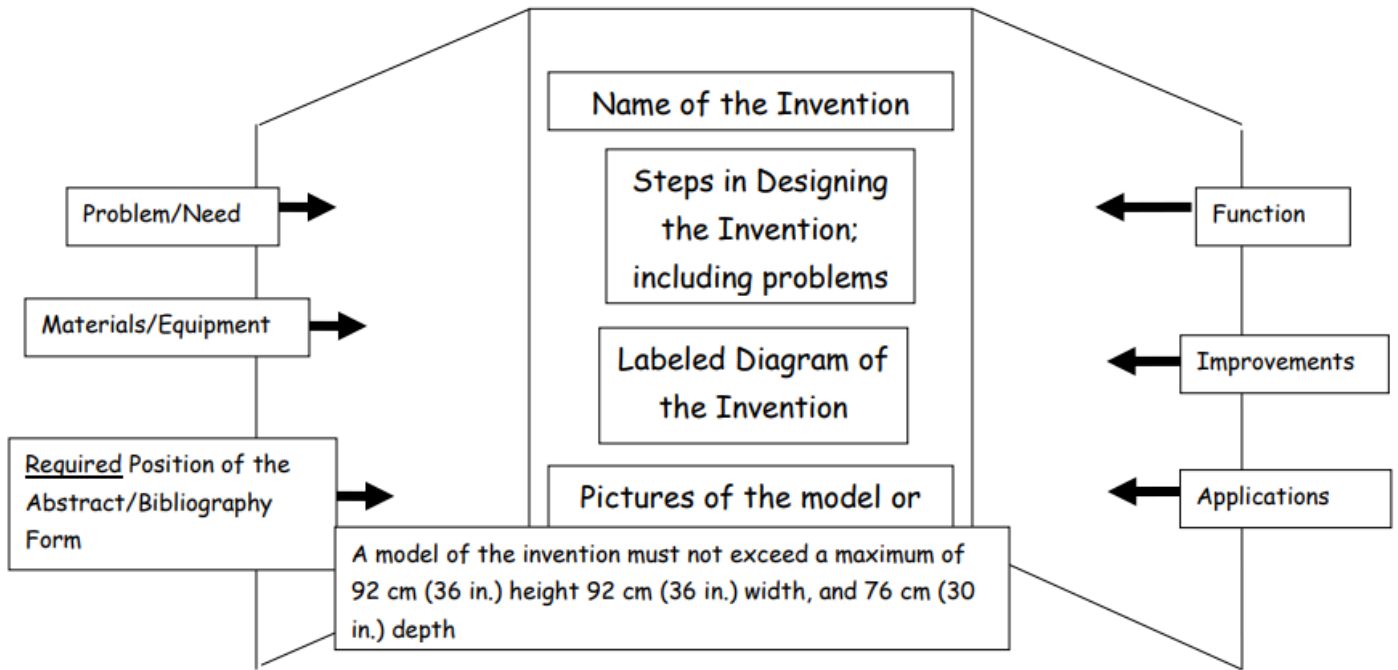 Name of the Invention
Steps in Designing
the Invention;
including problems
Labeled Diagram of
the Invention
Pictures of the model or
Problem/Need
Materials/Equipment
Required Position of the
Abstract/Bibliography
Form
Function
Improvements
Applications
A model of the invention must not exceed a maximum of
92 cm (36 in.) height 92 cm (36 in.) width, and 76 cm (30
in.) depth